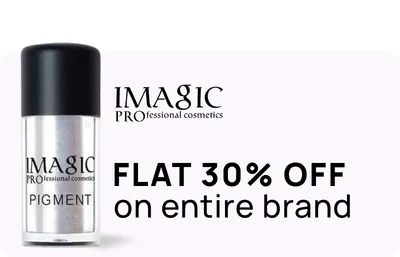 IMAGIC
PROfessional cosmetics
PIGMENT
IMAGIC
PROfessional cosmetics
FLAT 30% OFF
on entire brand